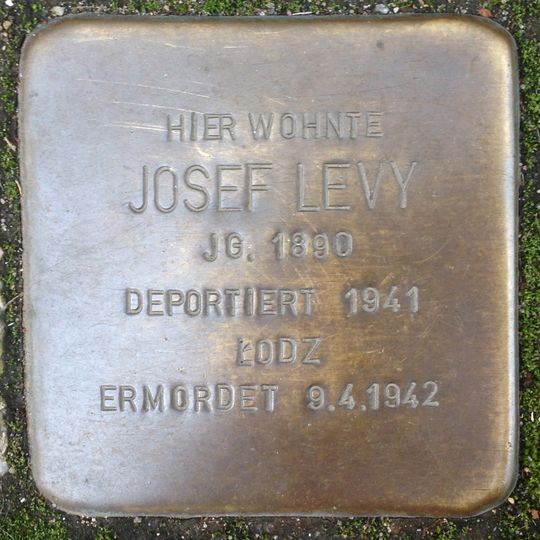 HIER WOHNTE
JOSEF LEVY
JG. 1890
DEPORTIERT 1941
ŁODZ
ERMORDET 9.4.1942